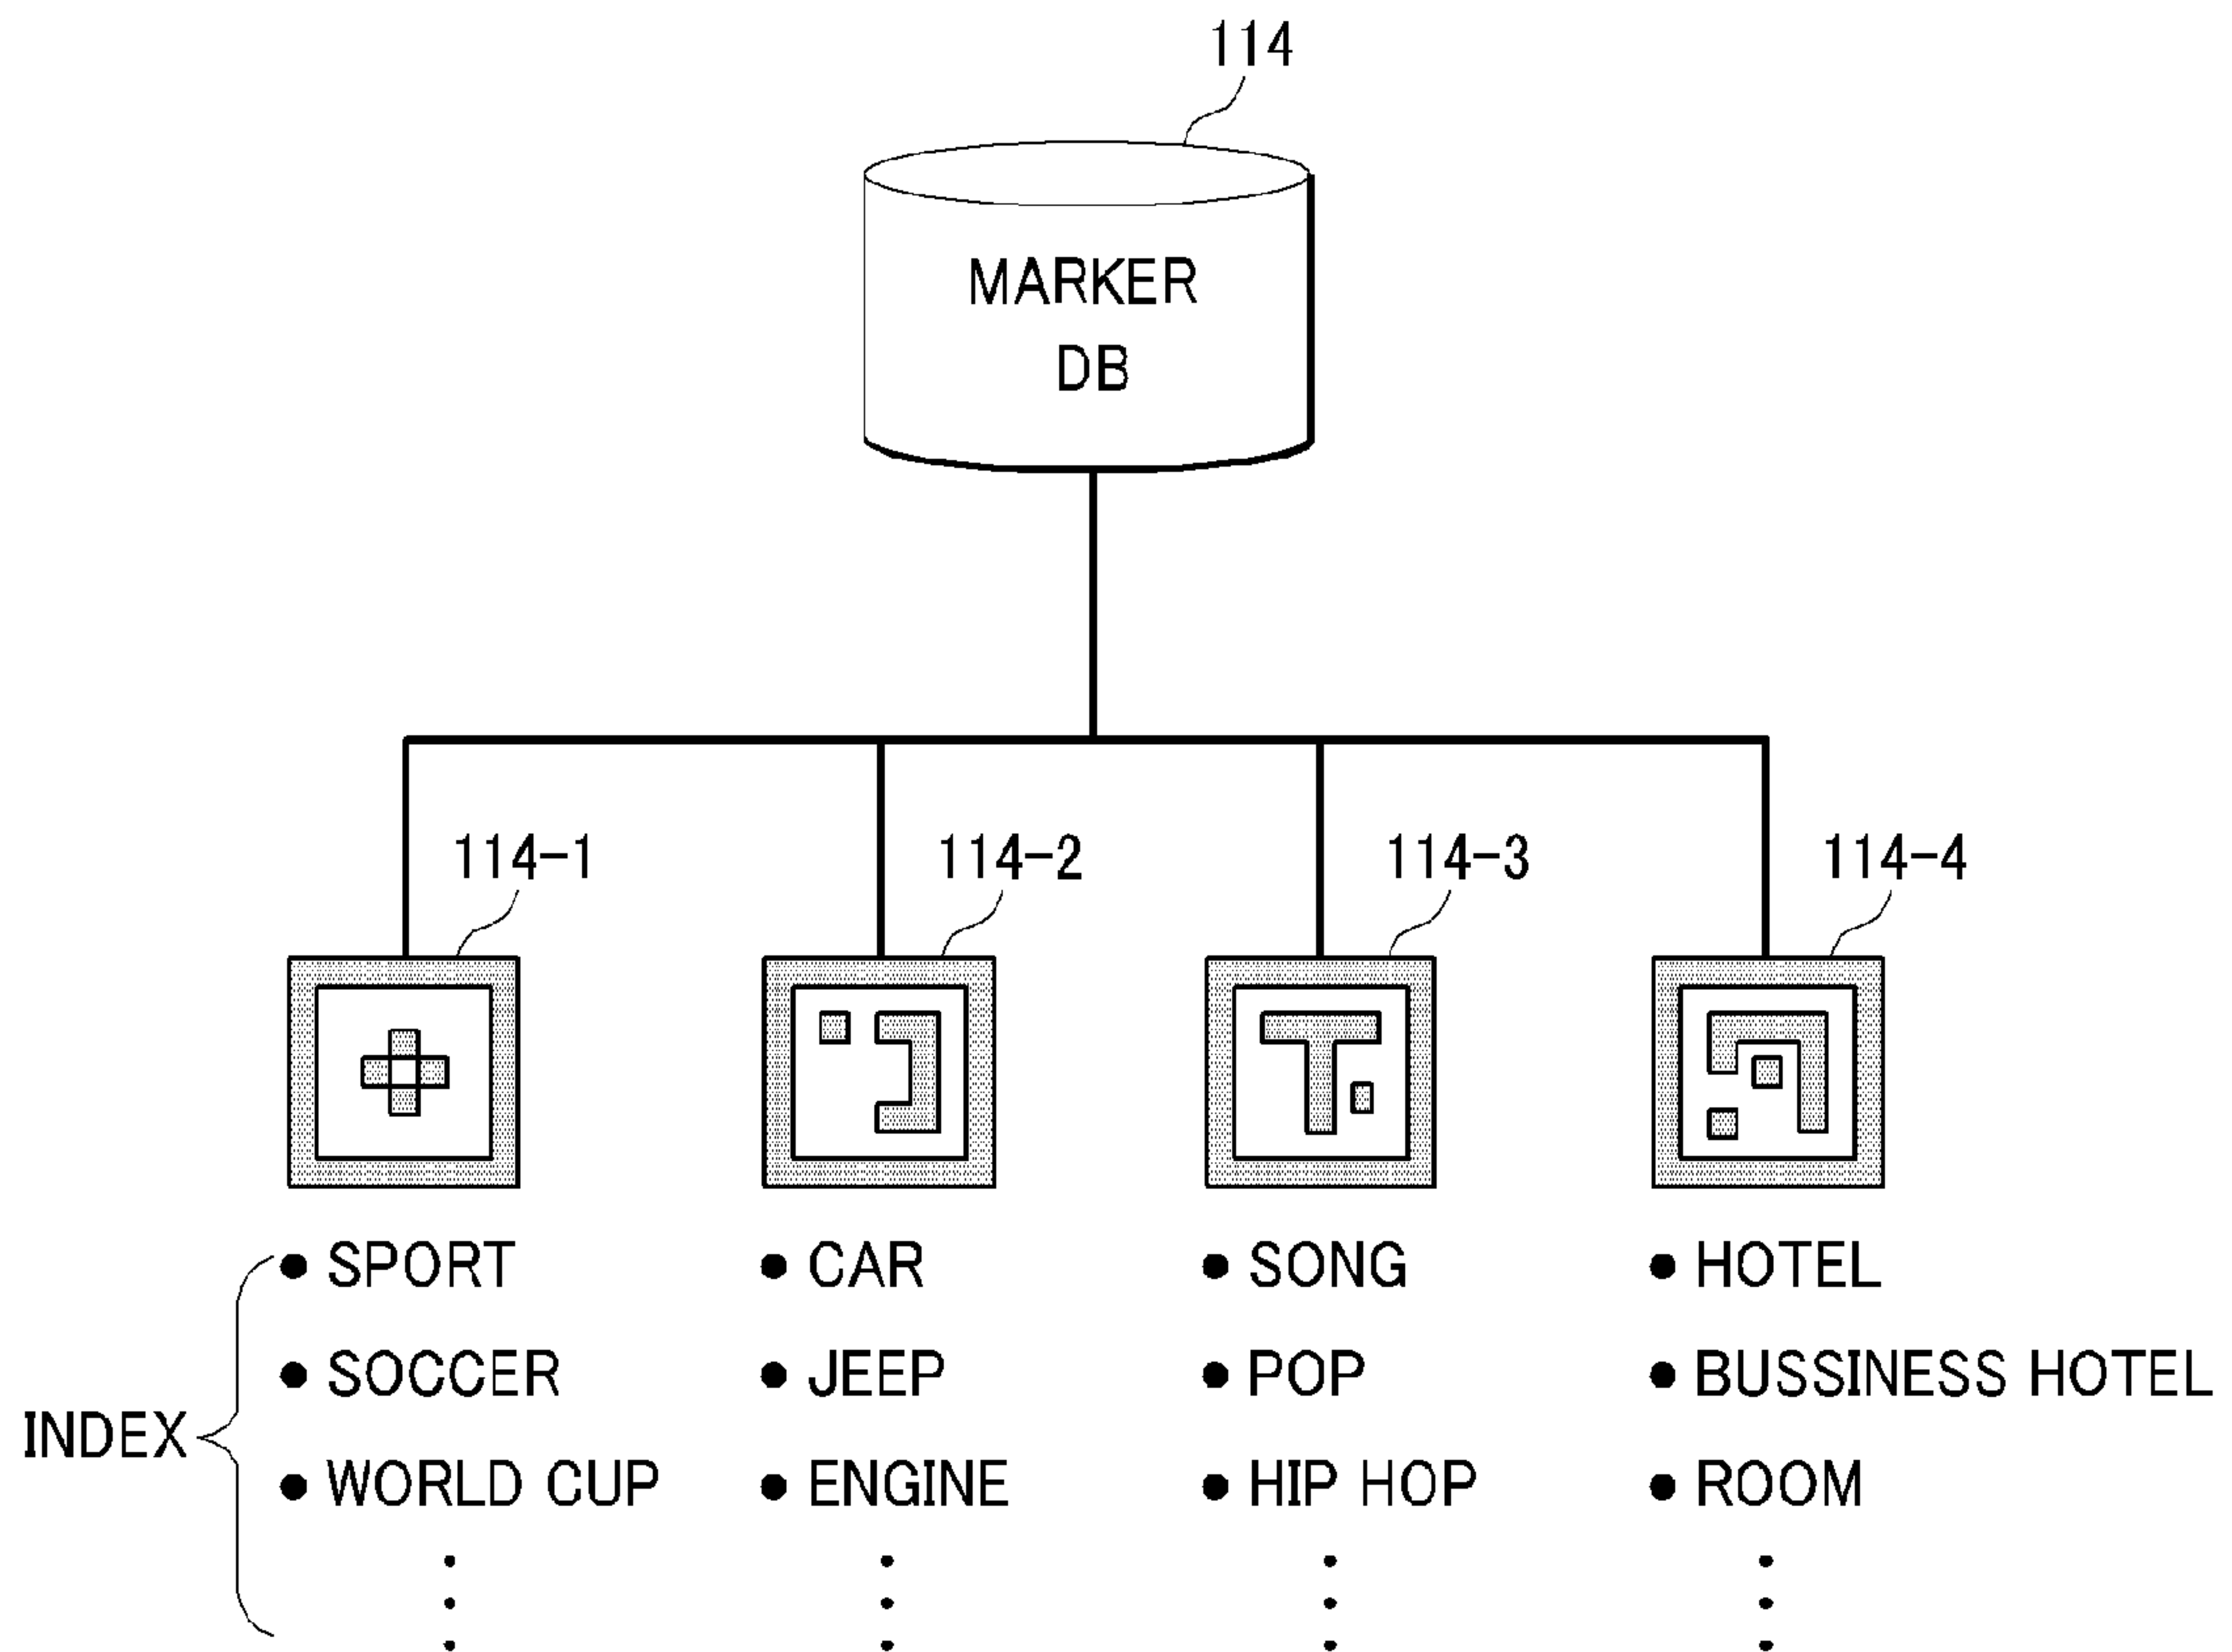 114
MARKER
DB
114-1
114-2
114-3
114-4
● SPORT
● CAR
● SONG
● HOTEL
● SOCCER
● JEEP
● POP
● BUSSINESS HOTEL
INDEX
● WORLD CUP
● ENGINE
● HIP HOP
● ROOM